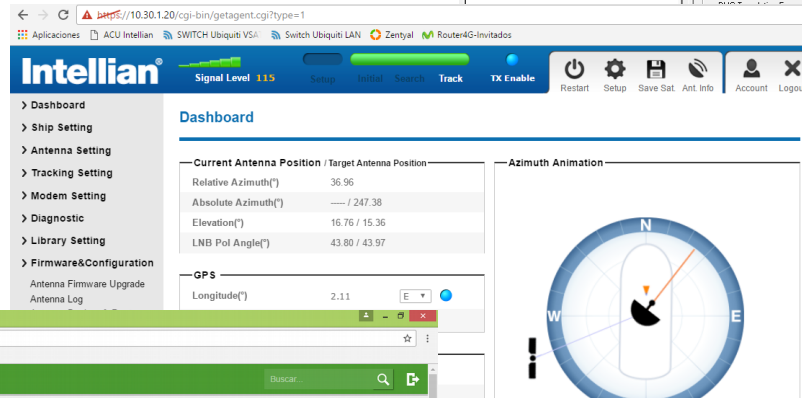 https://10.30.1.20/cgi-bin/getagent.cgi?type=1
Aplicaciones ACU Intellian SWITCH Ubiquiti VSA Switch Ubiquiti LAN Zentyal Router4G-Invitados
Intellian®
Signal Level 115 Setup Initial Search Track TX Enable
Restart Setup Save Sat. Ant. Info Account Logou
> Dashboard
> Ship Setting
> Antenna Setting
> Tracking Setting
> Modem Setting
> Diagnostic
> Library Setting
> Firmware&Configuration
Antenna Firmware Upgrade
Antenna Log
Dashboard
Current Antenna Position / Target Antenna Position
Relative Azimuth(°) 36.96
Absolute Azimuth(°) ----- / 247.38
Elevation(°) 16.76 / 15.36
LNB Pol Angle(°) 43.80 / 43.97
GPS
Longitude(°) 2.11 E
Azimuth Animation
N
W
E
Buscar...